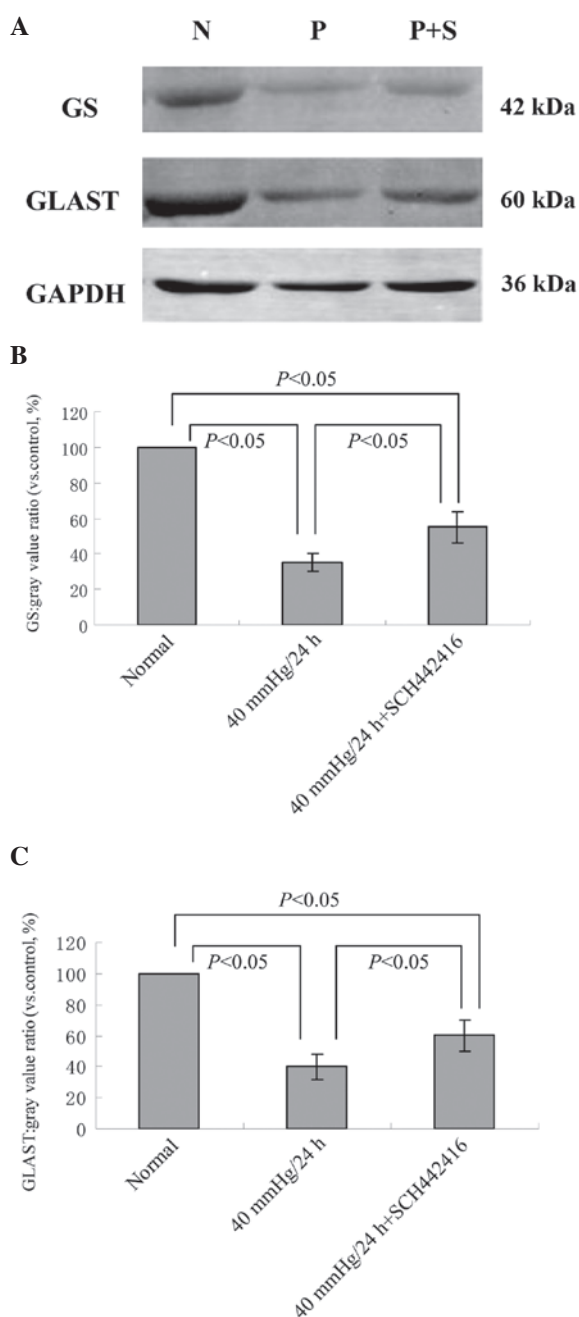 A
N P P+S
GS 42 kDa
GLAST 60 kDa
GAPDH 36 kDa
B
P<0.05
P<0.05 P<0.05
GS:gray value ratio (vs.control, %)
120
100
80
60
40
20
0
Normal
40 mmHg/24 h
40 mmHg/24 h+SCH442416
C
P<0.05
P<0.05 P<0.05
GLAST:gray value ratio (vs.control, %)
120
100
80
60
40
20
0
Normal
40 mmHg/24 h
40 mmHg/24 h+SCH442416